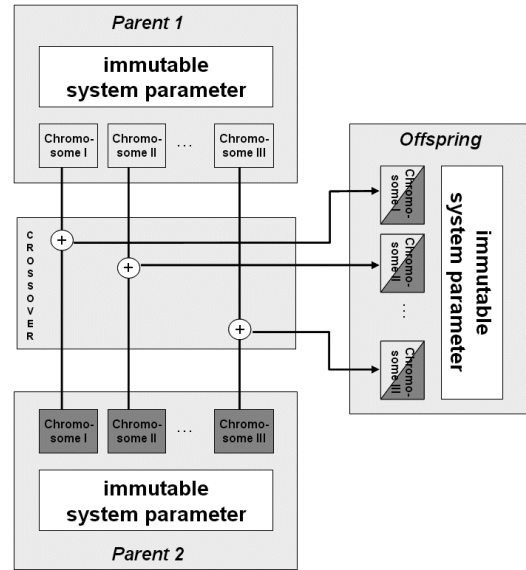 Parent 1
immutable
system parameter
Chromo-
some I
Chromo-
some II
...
Chromo-
some III
CROSSOVER
+
+
+
Offspring
Chromo-
some I
Chromo-
some II
...
Chromo-
some III
immutable
system parameter
Chromo-
some I
Chromo-
some II
...
Chromo-
some III
immutable
system parameter
Parent 2